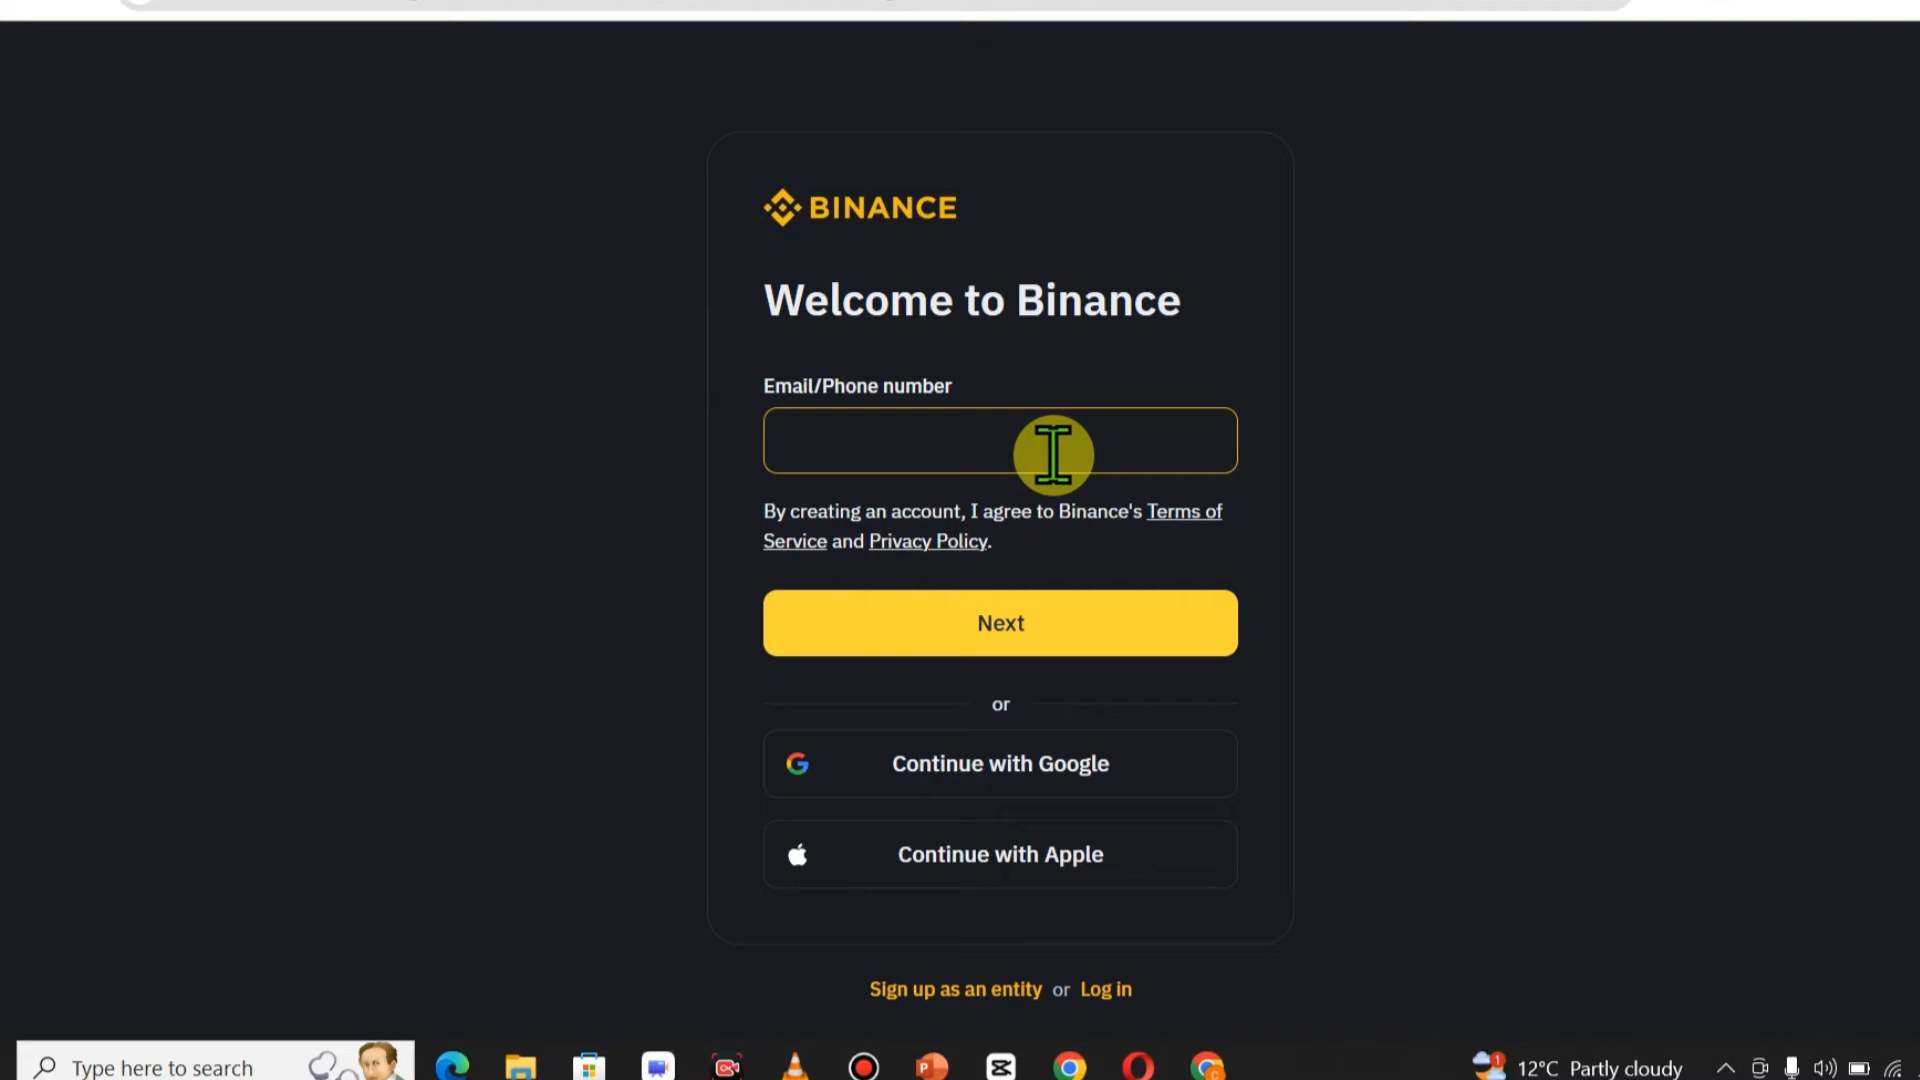 BINANCE
Welcome to Binance
Email/Phone number
By creating an account, I agree to Binance's Terms of
Service and Privacy Policy.
Next
or
Continue with Google
Continue with Apple
Sign up as an entity or Log in
Type here to search
12°C Partly cloudy